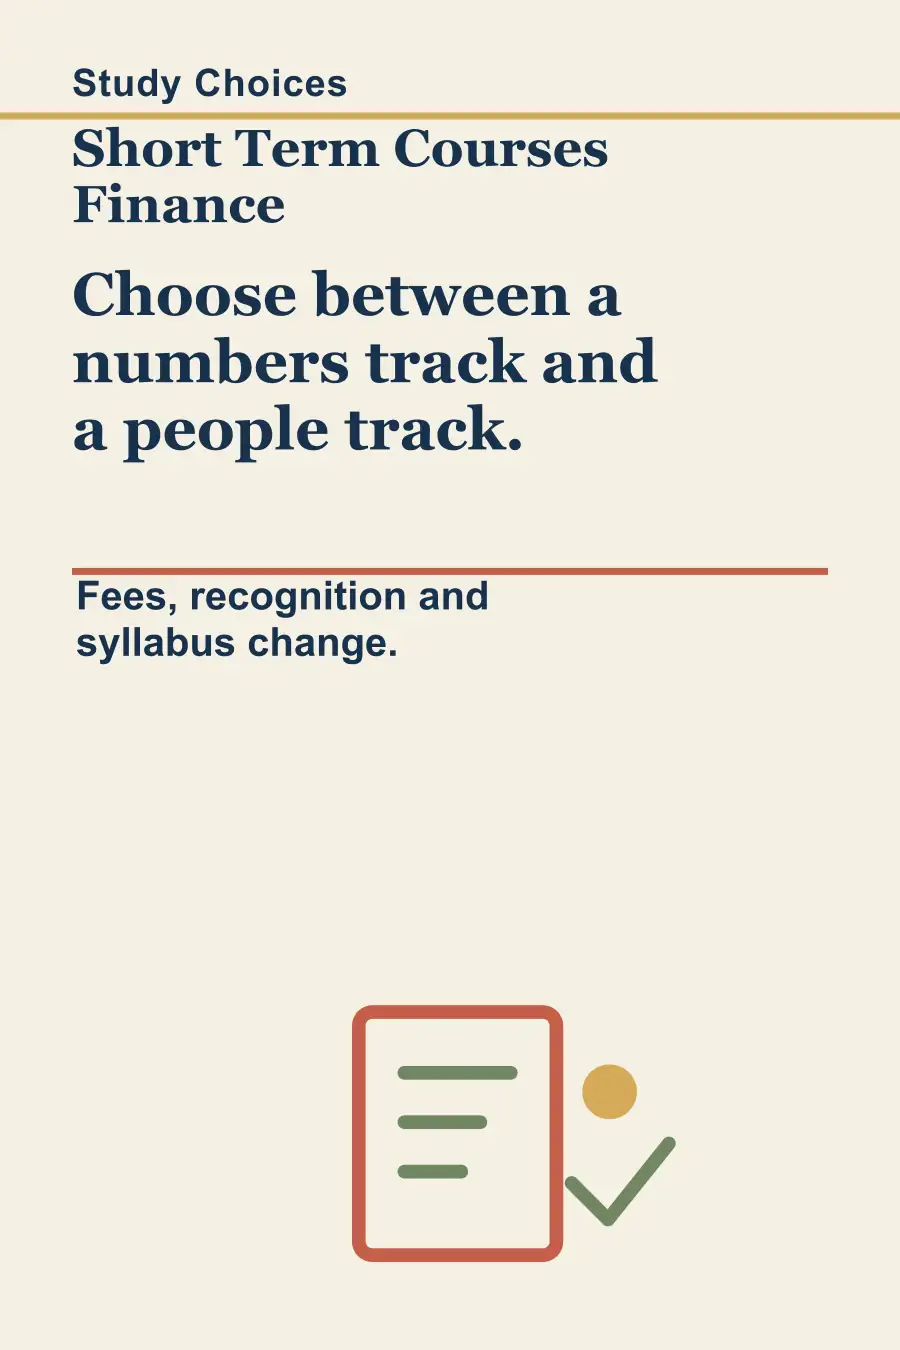 Study Choices
Short Term Courses
Finance
Choose between a
numbers track and
a people track.
Fees, recognition and
syllabus change.